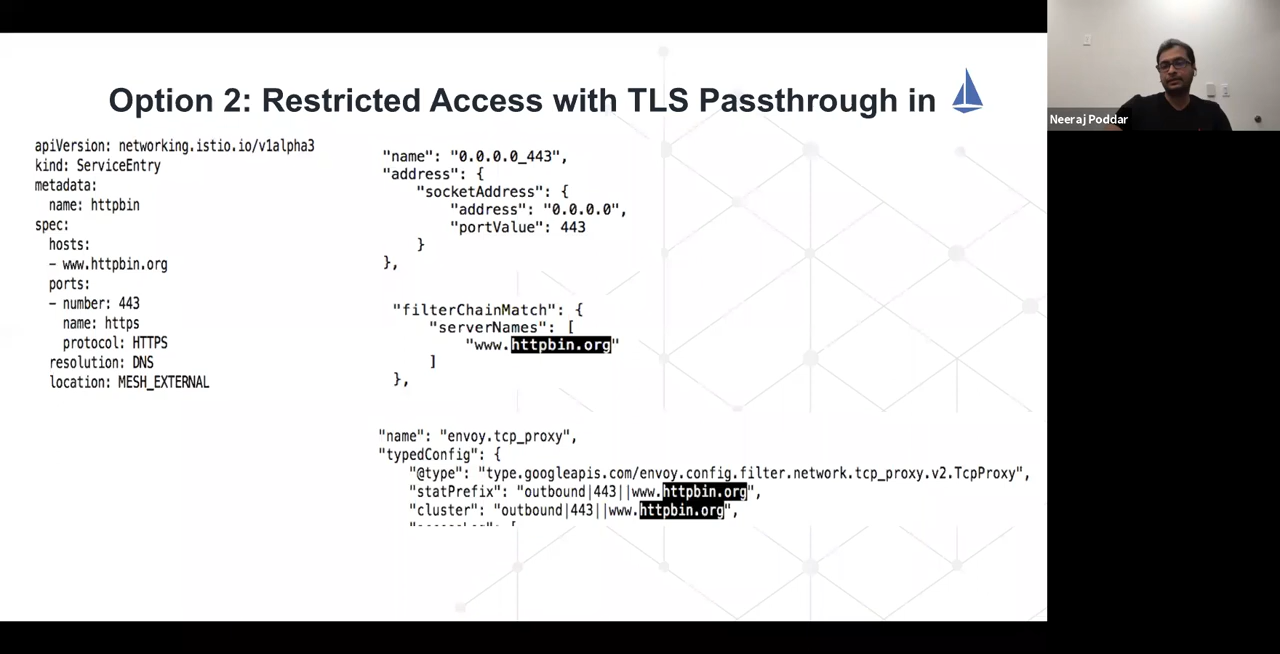 Option 2: Restricted Access with TLS Passthrough in
Neeraj Poddar
apiVersion: networking.istio.io/v1alpha3
kind: ServiceEntry
metadata:
  name: httpbin
spec:
  hosts:
  - www.httpbin.org
  ports:
  - number: 443
    name: https
    protocol: HTTPS
  resolution: DNS
  location: MESH_EXTERNAL
"name": "0.0.0.0_443",
"address": {
    "socketAddress": {
        "address": "0.0.0.0",
        "portValue": 443
    }
},
"filterChainMatch": {
    "serverNames": [
        "www.httpbin.org"
    ]
},
"name": "envoy.tcp_proxy",
"typedConfig": {
    "@type": "type.googleapis.com/envoy.config.filter.network.tcp_proxy.v2.TcpProxy",
    "statPrefix": "outbound|443||www.httpbin.org",
    "cluster": "outbound|443||www.httpbin.org",